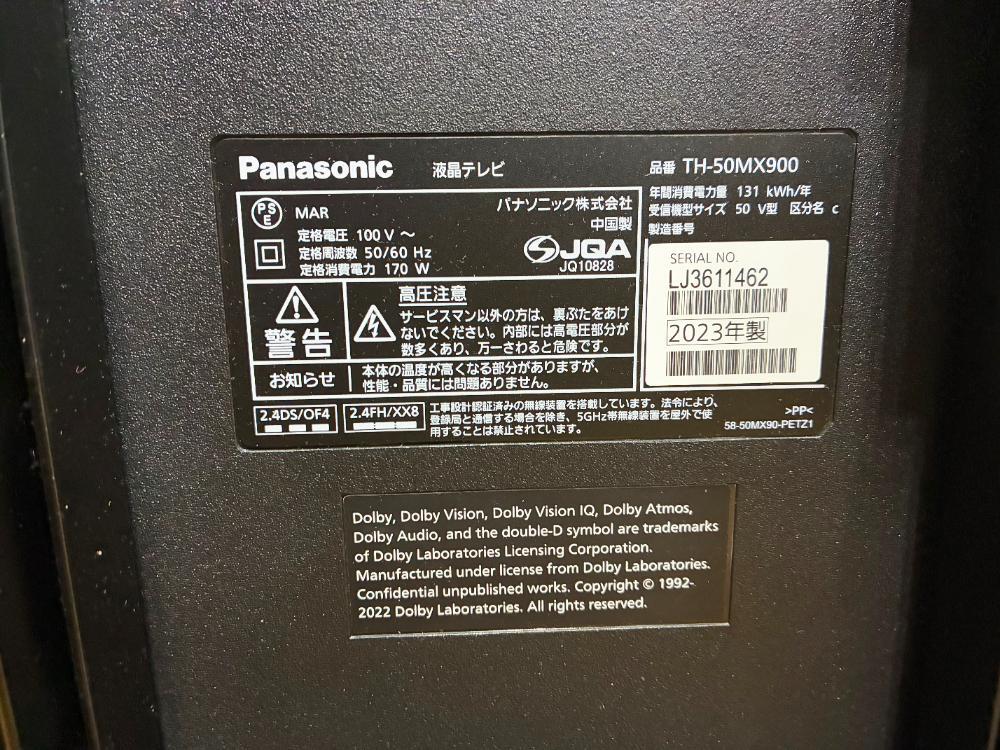 Panasonic 液晶テレビ 品番 TH-50MX900
PSE MAR
定格電圧 100 V ～
定格周波数 50/60 Hz
定格消費電力 170 W
パナソニック株式会社
中国製
JQA
JQ10828
年間消費電力量 131 kWh/年
受信機型サイズ 50 V型 区分名 c
製造番号
SERIAL NO.
LJ3611462
2023年製
警告
高圧注意
サービスマン以外の方は、裏ぶたをあけ
ないでください。内部には高電圧部分が
数多くあり、万一さわると危険です。
お知らせ
本体の温度が高くなる部分がありますが、
性能・品質には問題ありません。
2.4DS/OF4 2.4FH/XX8
工事設計認証済みの無線装置を搭載しています。法令により、
登録局と通信する場合を除き、5GHz帯無線装置を屋外で使
用することは禁止されています。
>PP<
58-50MX90-PETZ1
Dolby, Dolby Vision, Dolby Vision IQ, Dolby Atmos,
Dolby Audio, and the double-D symbol are trademarks
of Dolby Laboratories Licensing Corporation.
Manufactured under license from Dolby Laboratories.
Confidential unpublished works. Copyright © 1992-
2022 Dolby Laboratories. All rights reserved.